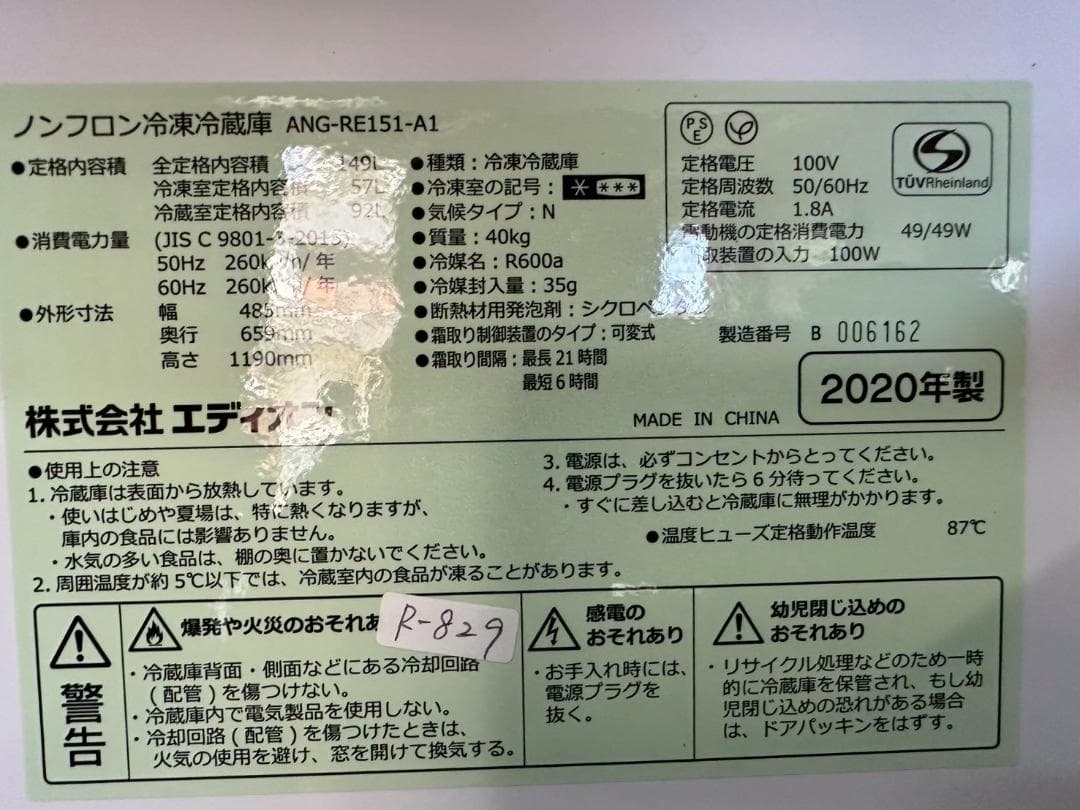 ノンフロン冷凍冷蔵庫 ANG-RE151-A1
●定格内容積 全定格内容積 149L
冷凍室定格内容積 57L
冷蔵室定格内容積 92L
●消費電力量 (JIS C 9801-3-2015)
50Hz 260kWh/年
60Hz 260kWh/年
●外形寸法 幅 485mm
奥行 659mm
高さ 1190mm
●種類:冷凍冷蔵庫
●冷凍室の記号:
●気候タイプ:N
●質量:40kg
●冷媒名:R600a
●冷媒封入量:35g
●断熱材用発泡剤:シクロペンタン
●霜取り制御装置のタイプ:可変式
●霜取り間隔:最長21時間
最短6時間
PSE
TÜVRheinland
定格電圧 100V
定格周波数 50/60Hz
定格電流 1.8A
電動機の定格消費電力 49/49W
霜取装置の入力 100W
製造番号 B 006162
2020年製
株式会社 エディオン
MADE IN CHINA
●使用上の注意
1. 冷蔵庫は表面から放熱しています。
・使いはじめや夏場は、特に熱くなりますが、
庫内の食品には影響ありません。
・水気の多い食品は、棚の奥に置かないでください。
2. 周囲温度が約5℃以下では、冷蔵室内の食品が凍ることがあります。
3. 電源は、必ずコンセントからとってください。
4. 電源プラグを抜いたら6分待ってください。
・すぐに差し込むと冷蔵庫に無理がかかります。
●温度ヒューズ定格動作温度 87℃
警告
爆発や火災のおそれあ
R-829
・冷蔵庫背面・側面などにある冷却回路
(配管)を傷つけない。
・冷蔵庫内で電気製品を使用しない。
・冷却回路(配管)を傷つけたときは、
火気の使用を避け、窓を開けて換気する。
感電の
おそれあり
・お手入れ時には、
電源プラグを
抜く。
幼児閉じ込めの
おそれあり
・リサイクル処理などのため一時
的に冷蔵庫を保管され、もし幼
児閉じ込めの恐れがある場合
は、ドアパッキンをはずす。